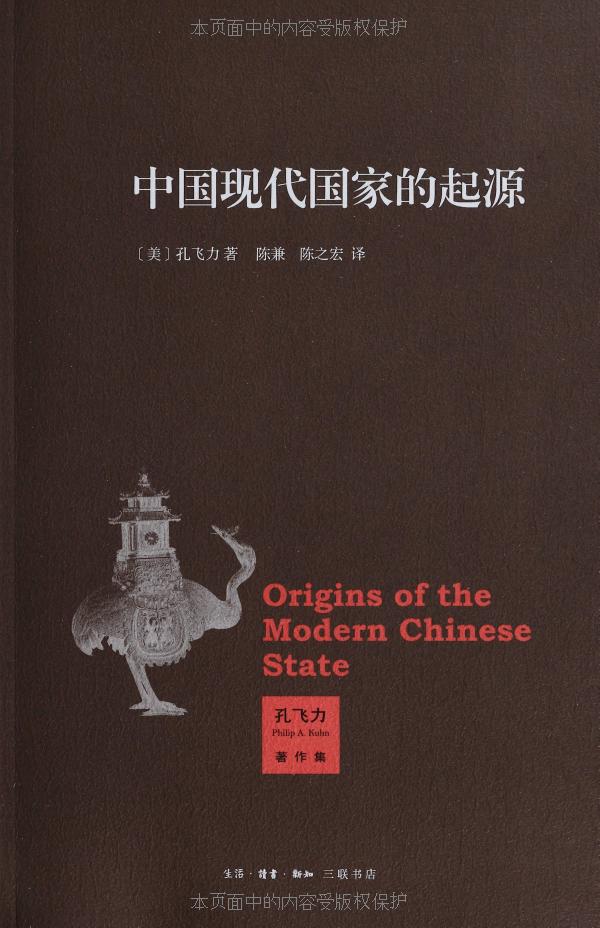 本页面中的内容受版权保护
中国现代国家的起源
〔美〕孔飞力 著 陈兼 陈之宏 译
Origins of the
Modern Chinese
State
孔飞力
Philip A. Kuhn
著作集
生活·讀書·新知 三联书店
本页面中的内容受版权保护